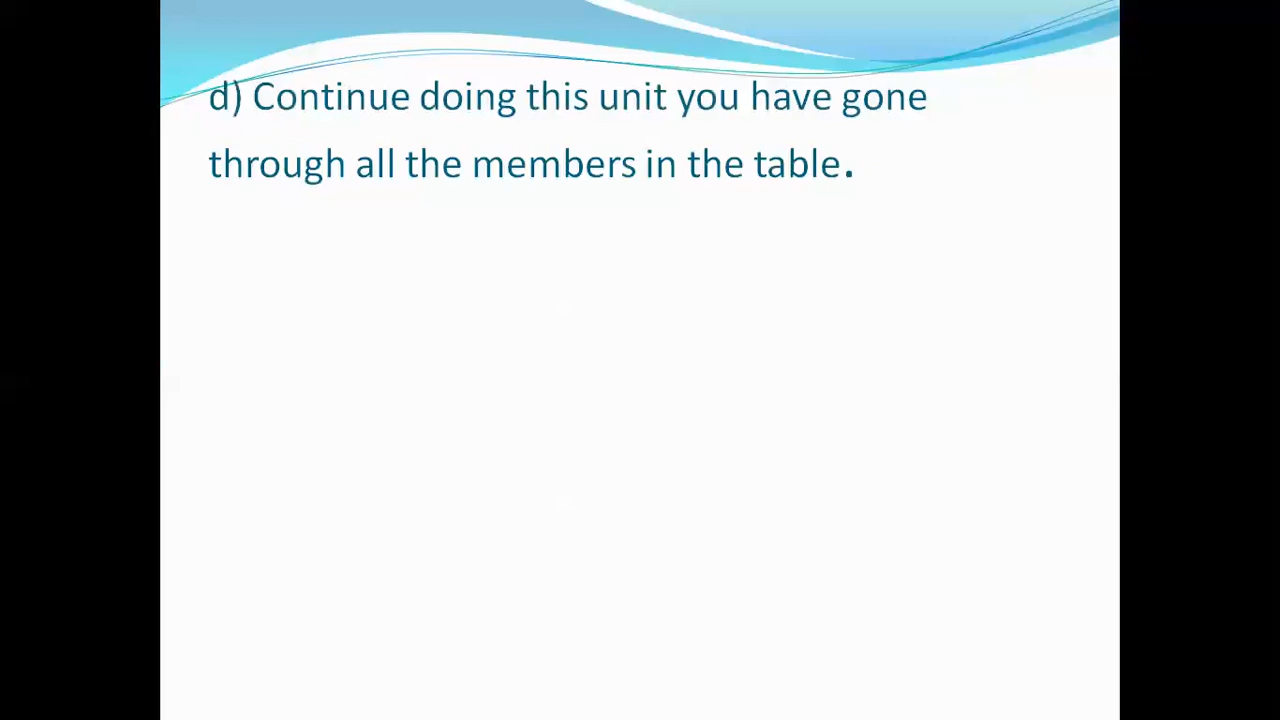 d) Continue doing this unit you have gone
through all the members in the table.